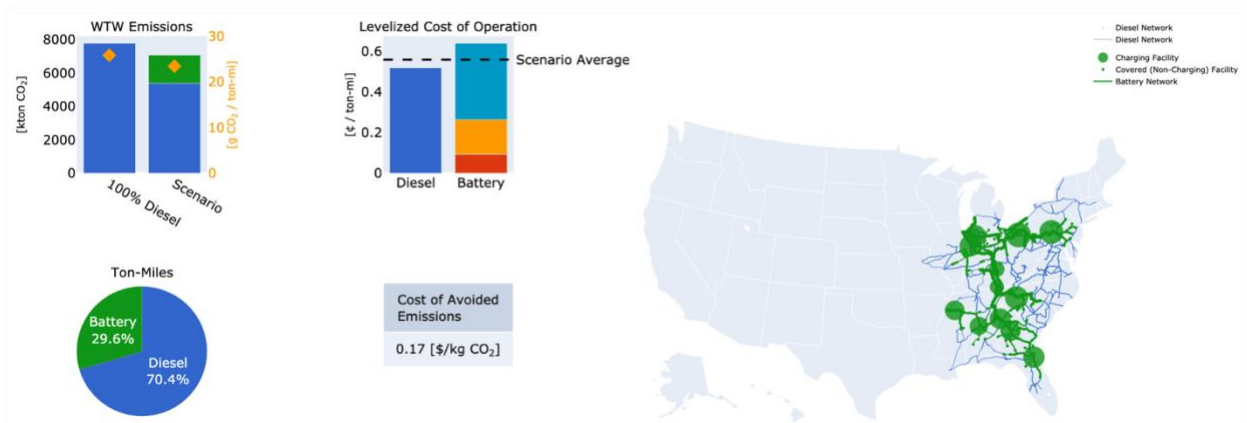 WTW Emissions
8000
6000
4000
2000
0
[kton CO₂]
30
20
10
0
[g CO₂ / ton-mi]
100% Diesel
Scenario
Levelized Cost of Operation
0.6
0.4
0.2
0
[¢ / ton-mi]
Scenario Average
Diesel
Battery
Ton-Miles
Battery
29.6%
Diesel
70.4%
Cost of Avoided
Emissions
0.17 [$/kg CO₂]
Diesel Network
Diesel Network
Charging Facility
Covered (Non-Charging) Facility
Battery Network